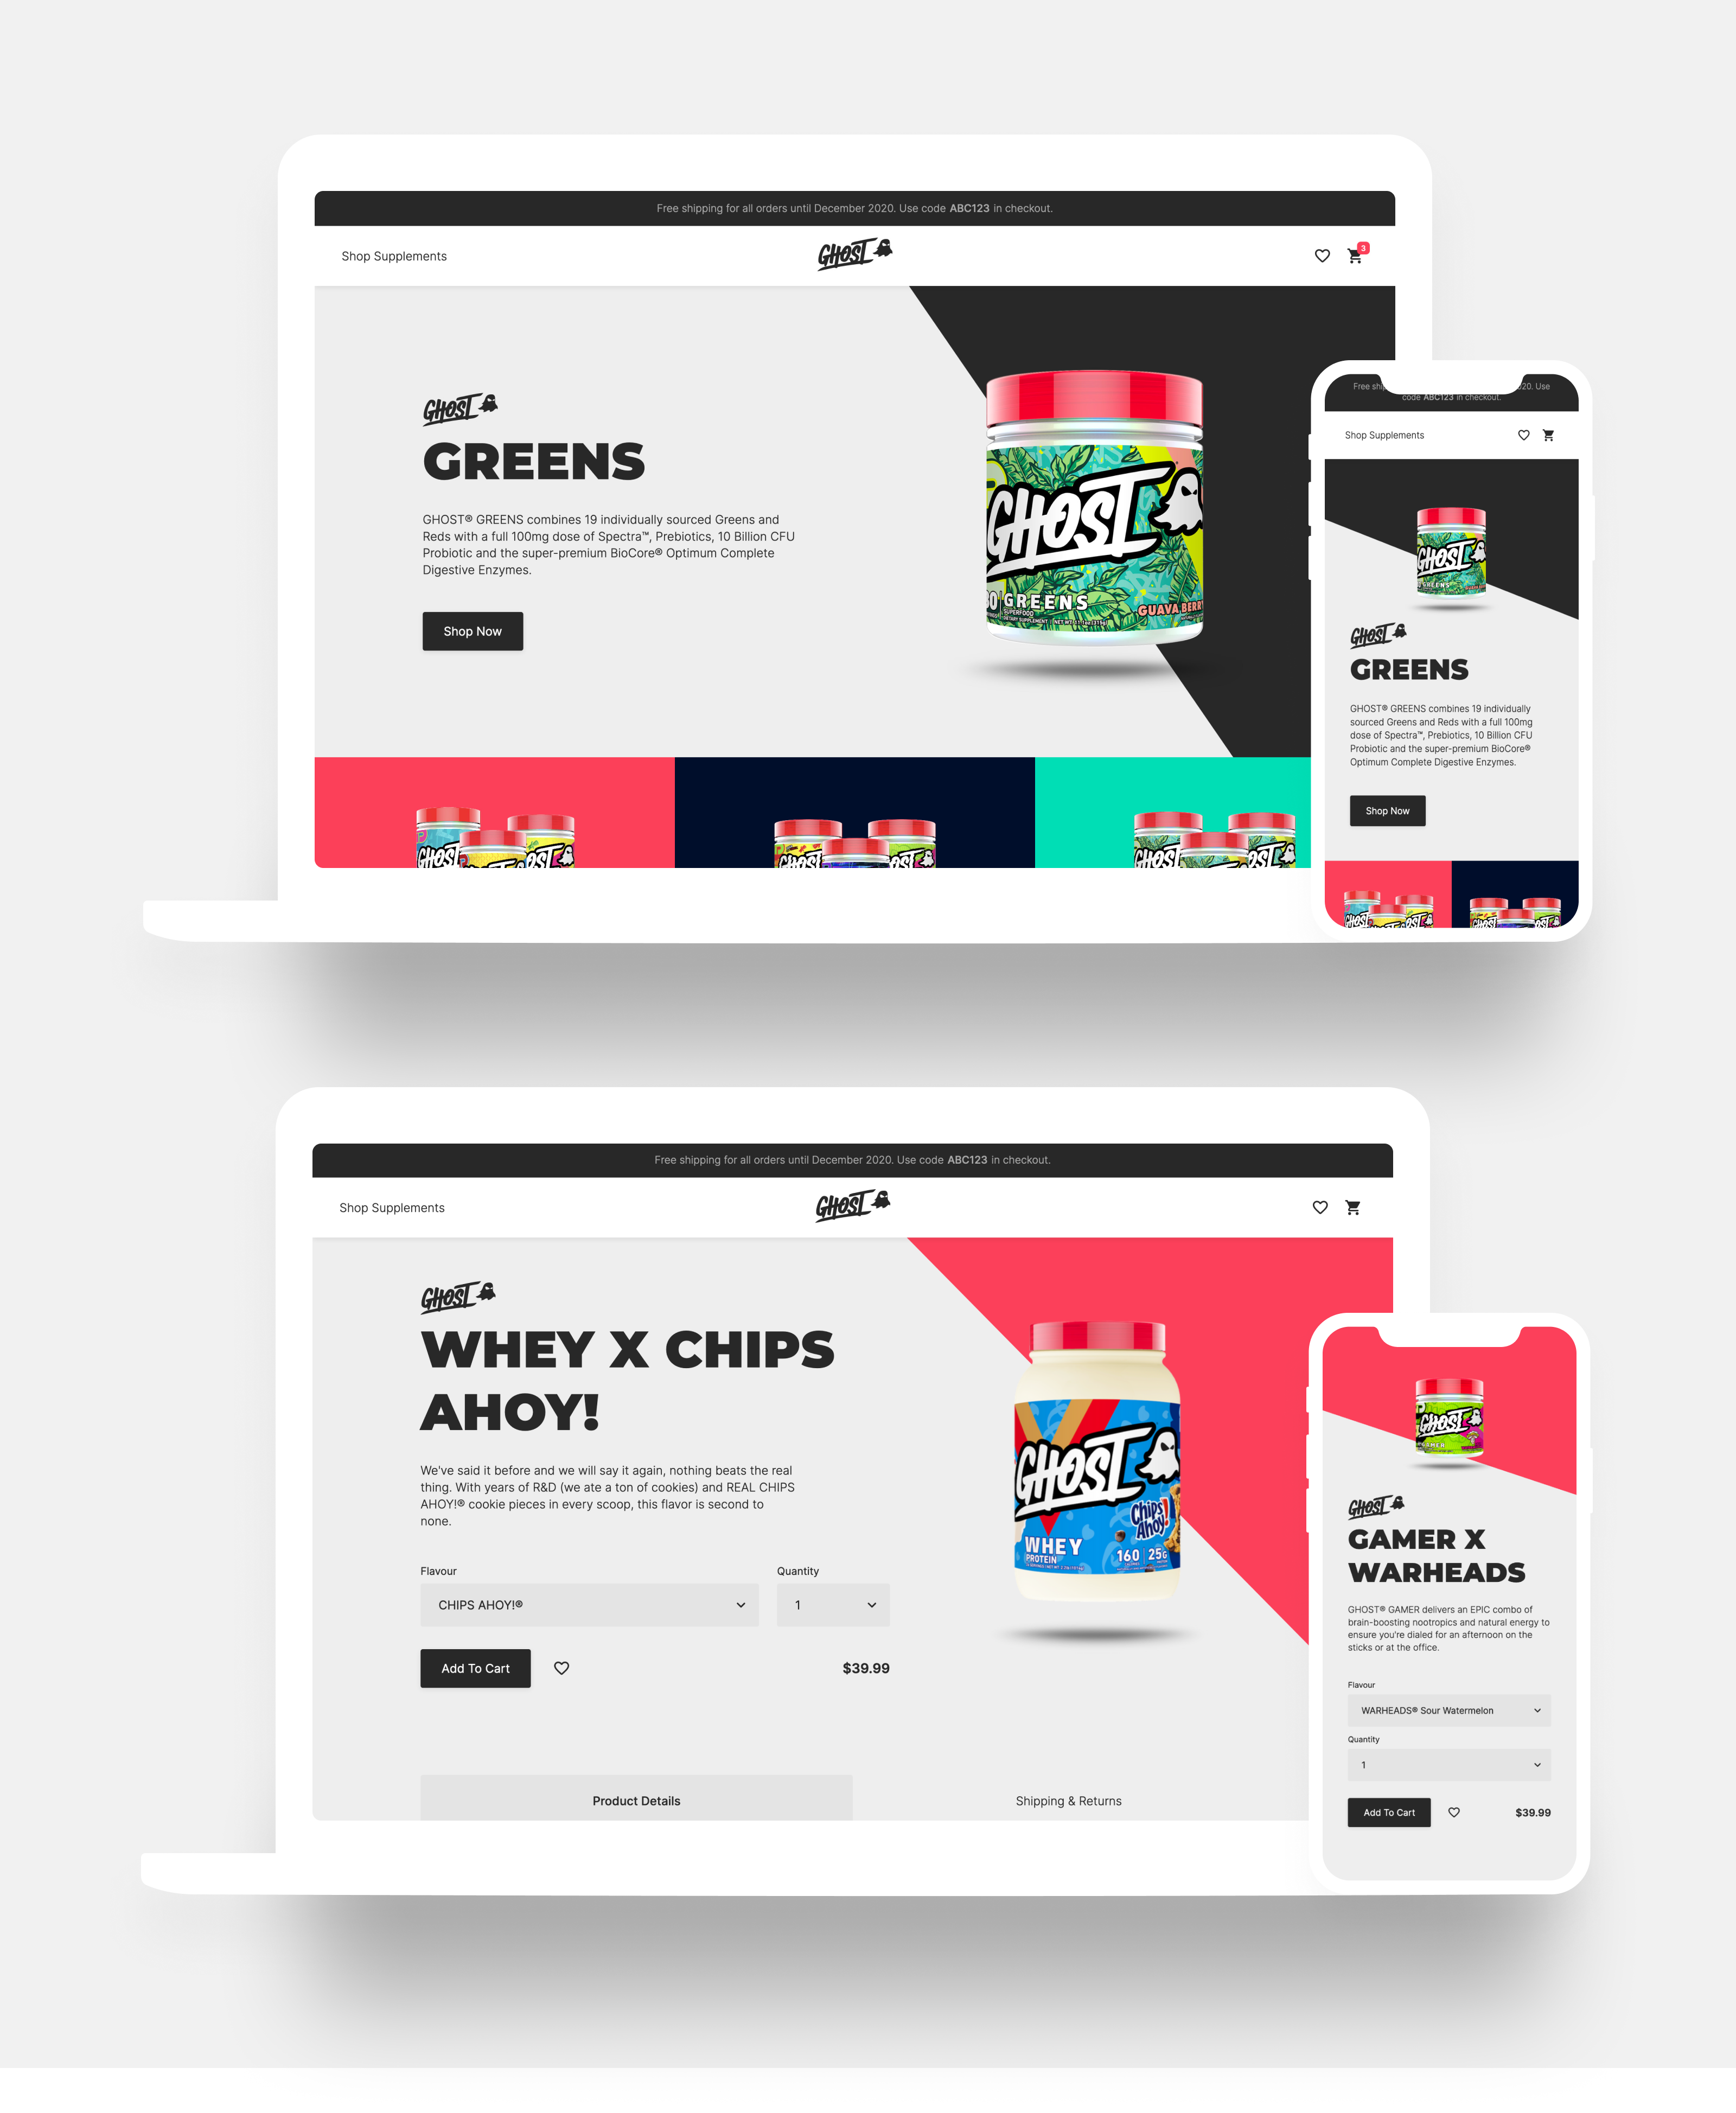 Free shipping for all orders until December 2020. Use code ABC123 in checkout.
Shop Supplements
GHOST
3
GHOST
GREENS
GHOST® GREENS combines 19 individually sourced Greens and
Reds with a full 100mg dose of Spectra™, Prebiotics, 10 Billion CFU
Probiotic and the super-premium BioCore® Optimum Complete
Digestive Enzymes.
Shop Now
GHOST
GREENS
SUPERFOOD
GUAVA BERRY
GHOST
GHOST
Free ship 020. Use
code ABC123 in checkout.
Shop Supplements
GHOST
GREENS
GHOST
GREENS
GHOST® GREENS combines 19 individually
sourced Greens and Reds with a full 100mg
dose of Spectra™, Prebiotics, 10 Billion CFU
Probiotic and the super-premium BioCore®
Optimum Complete Digestive Enzymes.
Shop Now
Free shipping for all orders until December 2020. Use code ABC123 in checkout.
Shop Supplements
GHOST
GHOST
WHEY X CHIPS
AHOY!
We've said it before and we will say it again, nothing beats the real
thing. With years of R&D (we ate a ton of cookies) and REAL CHIPS
AHOY!® cookie pieces in every scoop, this flavor is second to
none.
Flavour
Quantity
CHIPS AHOY!®
1
Add To Cart
$39.99
GHOST
Chips Ahoy!
WHEY
PROTEIN
160
25G
Product Details
Shipping & Returns
GHOST
GAMER
GHOST
GAMER X
WARHEADS
GHOST® GAMER delivers an EPIC combo of
brain-boosting nootropics and natural energy to
ensure you're dialed for an afternoon on the
sticks or at the office.
Flavour
WARHEADS® Sour Watermelon
Quantity
1
Add To Cart
$39.99